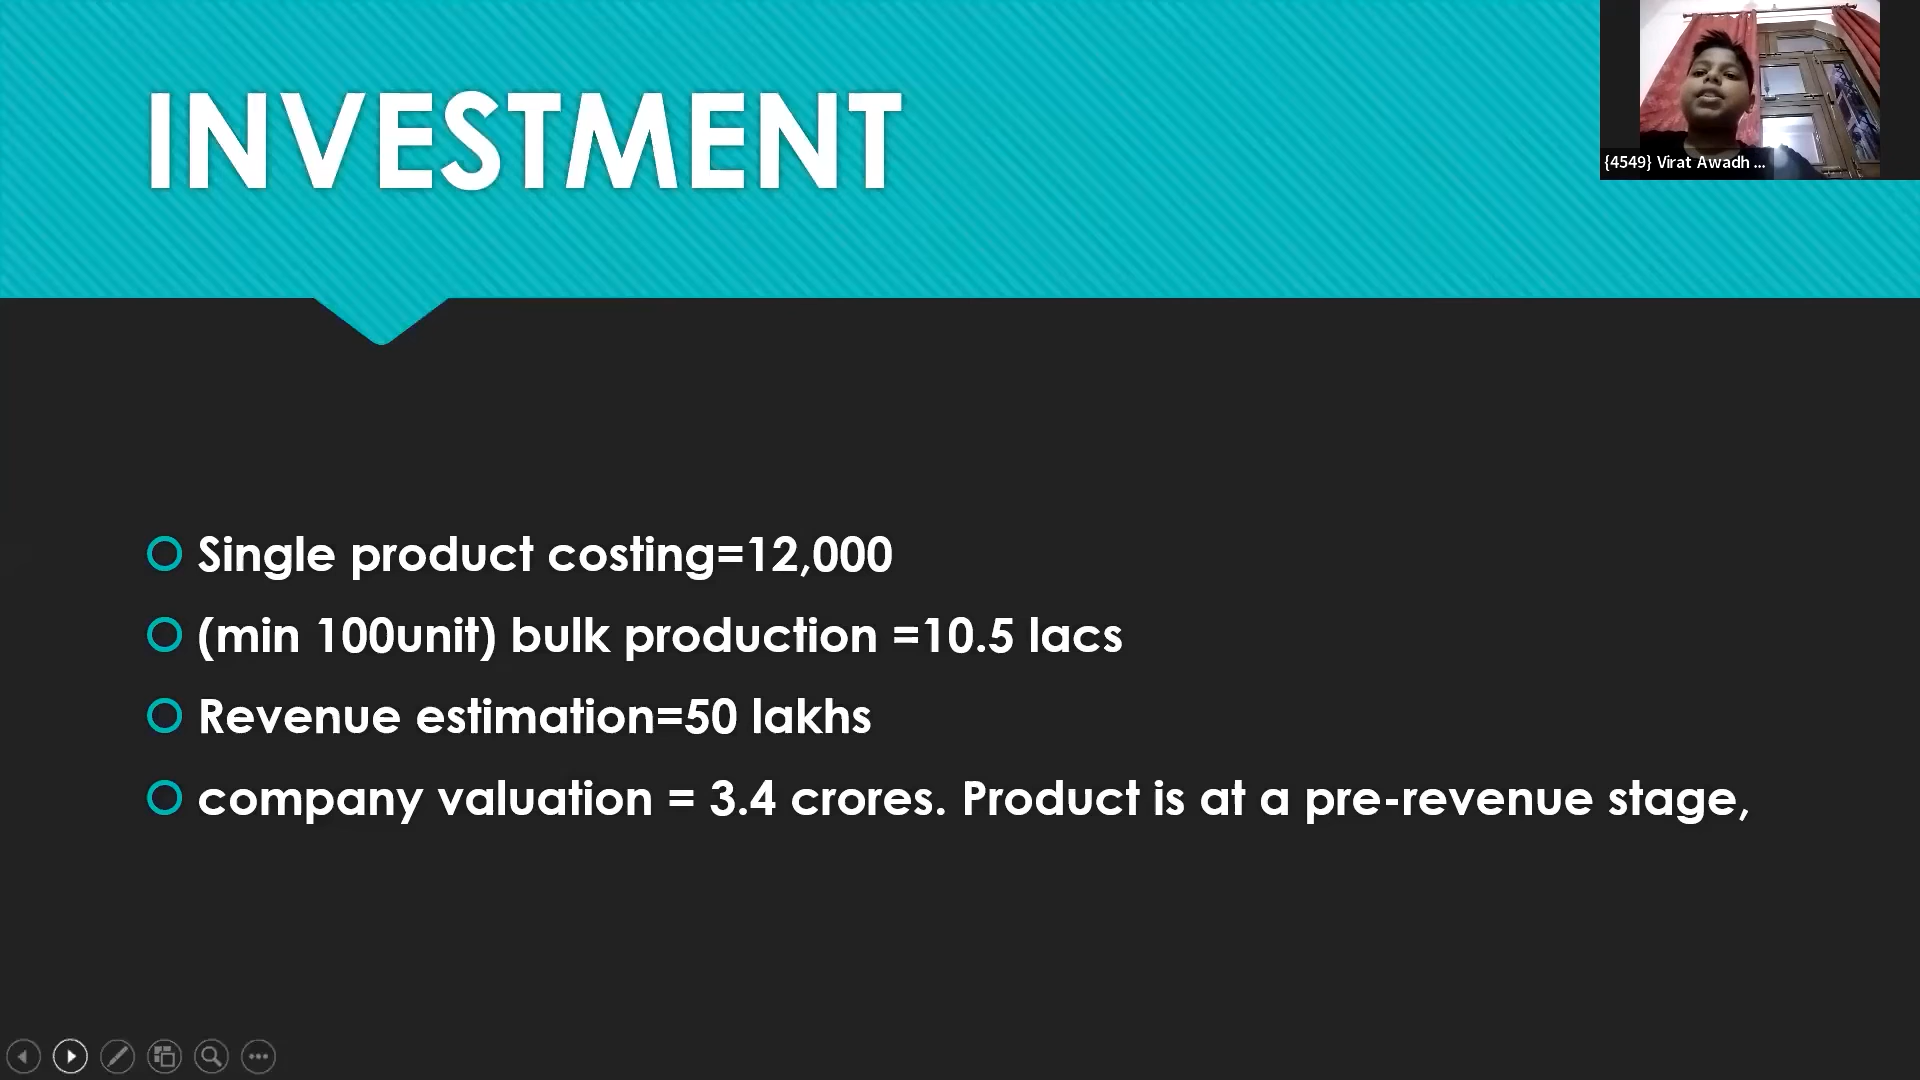 INVESTMENT
{4549} Virat Awadh ...
Single product costing=12,000
(min 100unit) bulk production =10.5 lacs
Revenue estimation=50 lakhs
company valuation = 3.4 crores. Product is at a pre-revenue stage,